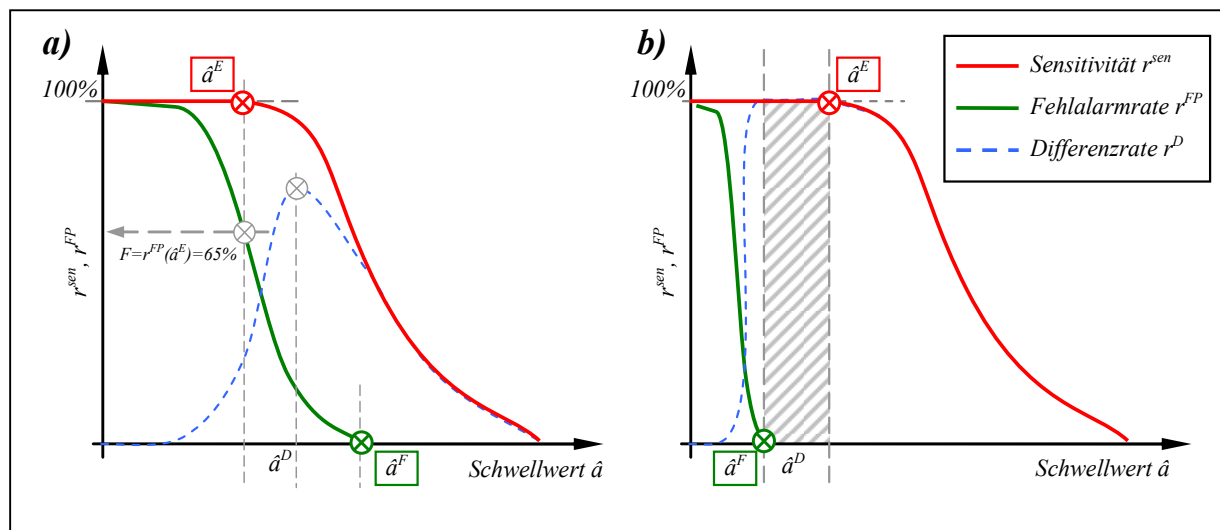 a)
100%
â^E
r^sen, r^FP
F=r^FP(â^E)=65%
â^D
â^F
Schwellwert â
b)
100%
â^E
r^sen, r^FP
â^F
â^D
Schwellwert â
Sensitivität r^sen
Fehlalarmrate r^FP
Differenzrate r^D